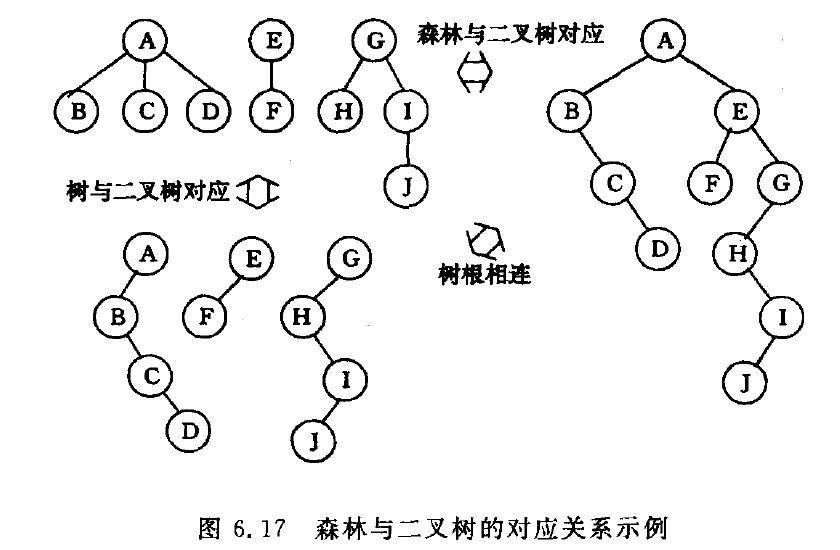 A E G 森林与二叉树对应 A
B C D F H I B E
J C F G
树与二叉树对应
A E G D H
树根相连
B F H I
C I J
D J
图 6.17 森林与二叉树的对应关系示例